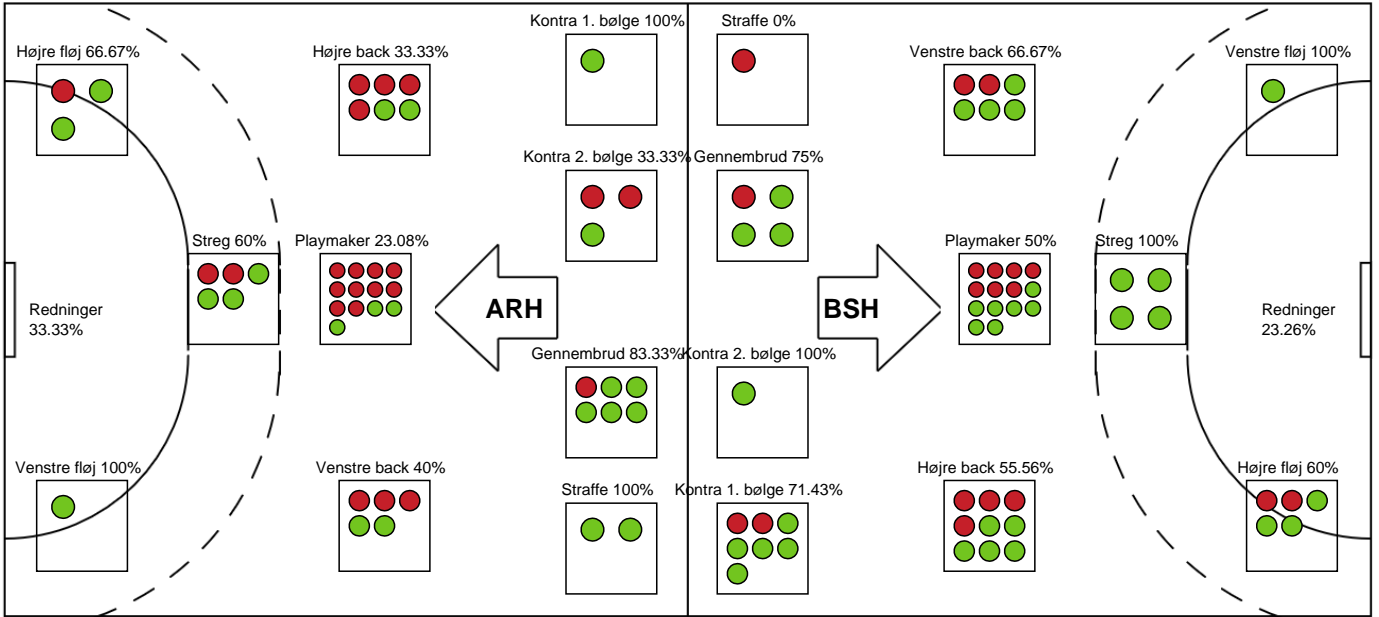 Kontra 1. bølge 100%
Straffe 0%
Højre fløj 66.67%
Højre back 33.33%
Venstre back 66.67%
Venstre fløj 100%
Kontra 2. bølge 33.33%
Gennembrud 75%
Streg 60%
Playmaker 23.08%
Playmaker 50%
Streg 100%
Redninger
33.33%
ARH
BSH
Redninger
23.26%
Gennembrud 83.33%
Kontra 2. bølge 100%
Venstre fløj 100%
Venstre back 40%
Straffe 100%
Kontra 1. bølge 71.43%
Højre back 55.56%
Højre fløj 60%